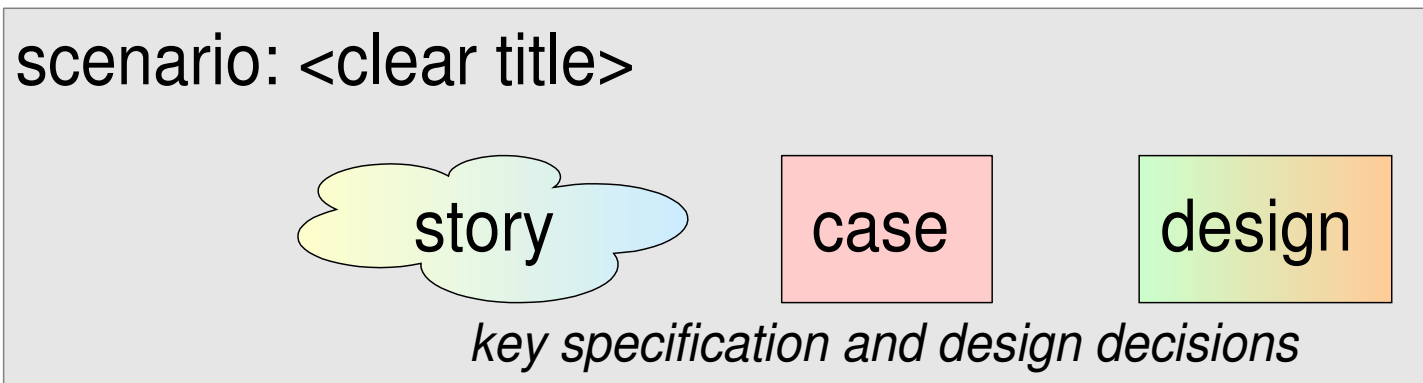 scenario: <clear title>
story case design
key specification and design decisions